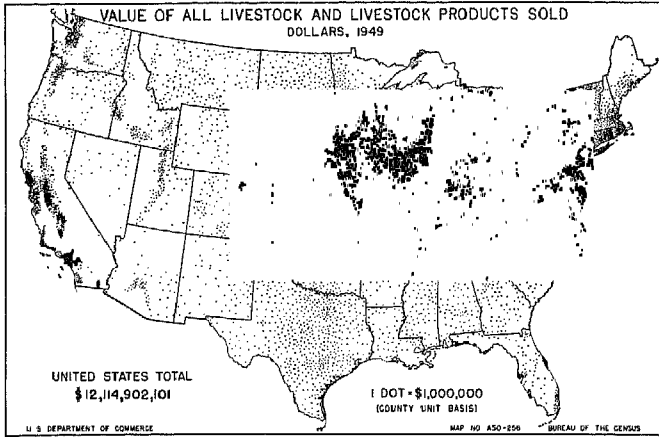 VALUE OF ALL LIVESTOCK AND LIVESTOCK PRODUCTS SOLD
DOLLARS, 1949
UNITED STATES TOTAL
$12,114,902,101
1 DOT = $1,000,000
(COUNTY UNIT BASIS)
U S DEPARTMENT OF COMMERCE
MAP NO A50-256
BUREAU OF THE CENSUS